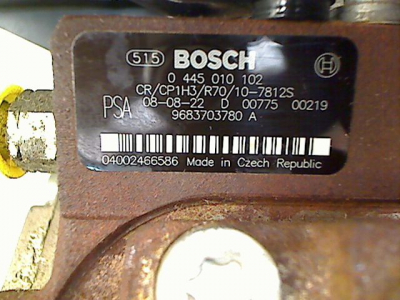 515 BOSCH
0 445 010 102
CR/CP1H3/R70/10-7812S
PSA 08-08-22 D 00775 00219
9683703780 A
04002466586 Made in Czech Republic